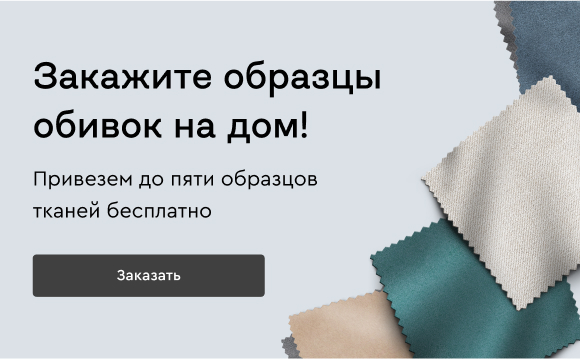 Закажите образцы
обивок на дом!
Привезем до пяти образцов
тканей бесплатно
Заказать